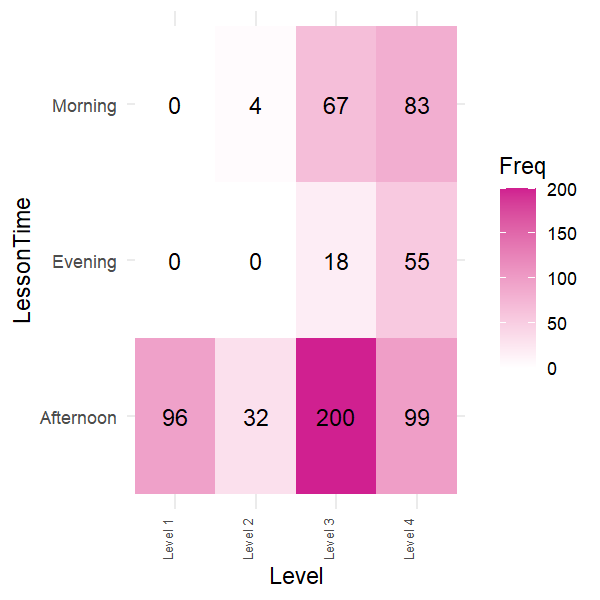 Morning 0 4 67 83
Evening 0 0 18 55
Afternoon 96 32 200 99
Level 1 Level 2 Level 3 Level 4
Level
LessonTime
Freq
200
150
100
50
0